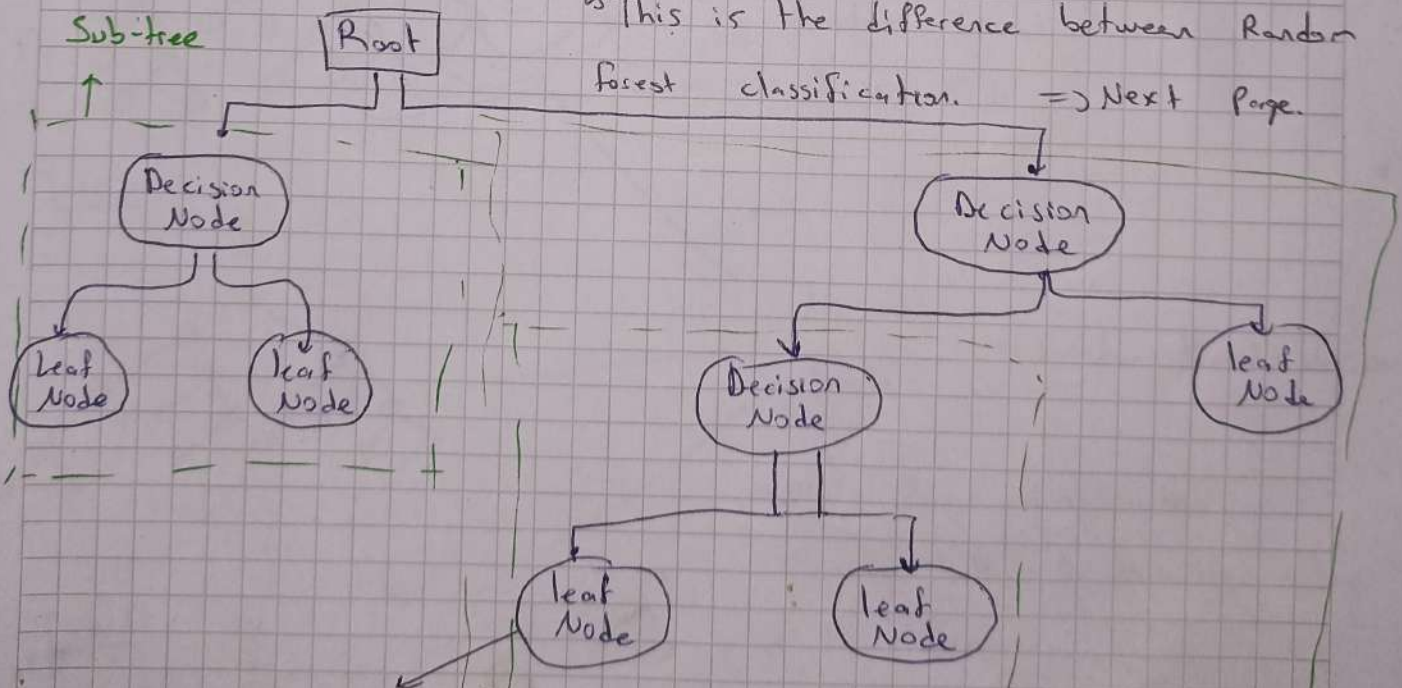 Sub-tree
Root
This is the difference between Random
forest classification. => Next Page.
Decision
Node
Decision
Node
Leaf
Node
leaf
Node
Decision
Node
leaf
Node
leaf
Node
leaf
Node